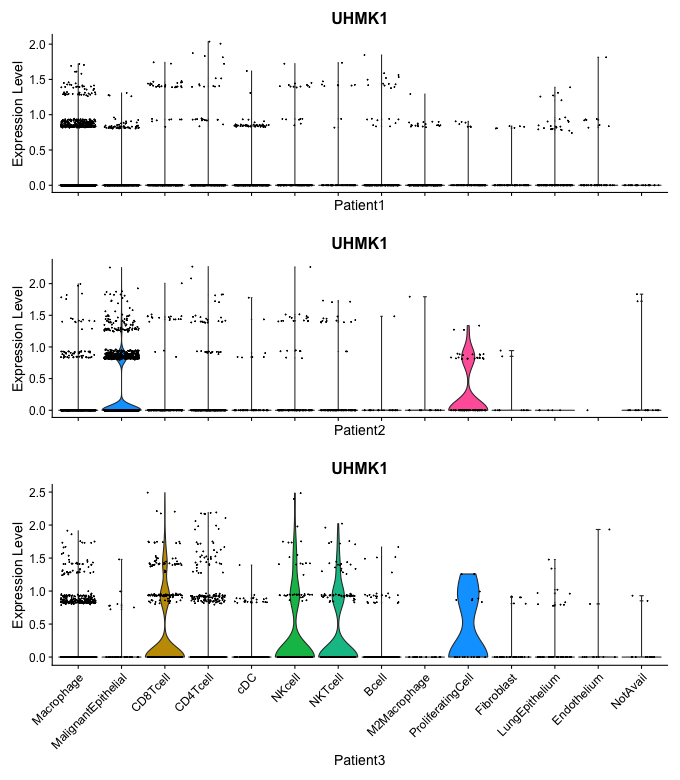 UHMK1
Expression Level
2.0
1.5
1.0
0.5
0.0
Patient1
UHMK1
Expression Level
2.0
1.5
1.0
0.5
0.0
Patient2
UHMK1
Expression Level
2.5
2.0
1.5
1.0
0.5
0.0
Macrophage
MalignantEpithelial
CD8Tcell
CD4Tcell
cDC
NKcell
NKTcell
Bcell
M2Macrophage
ProliferatingCell
Fibroblast
LungEpithelium
Endothelium
NotAvail
Patient3